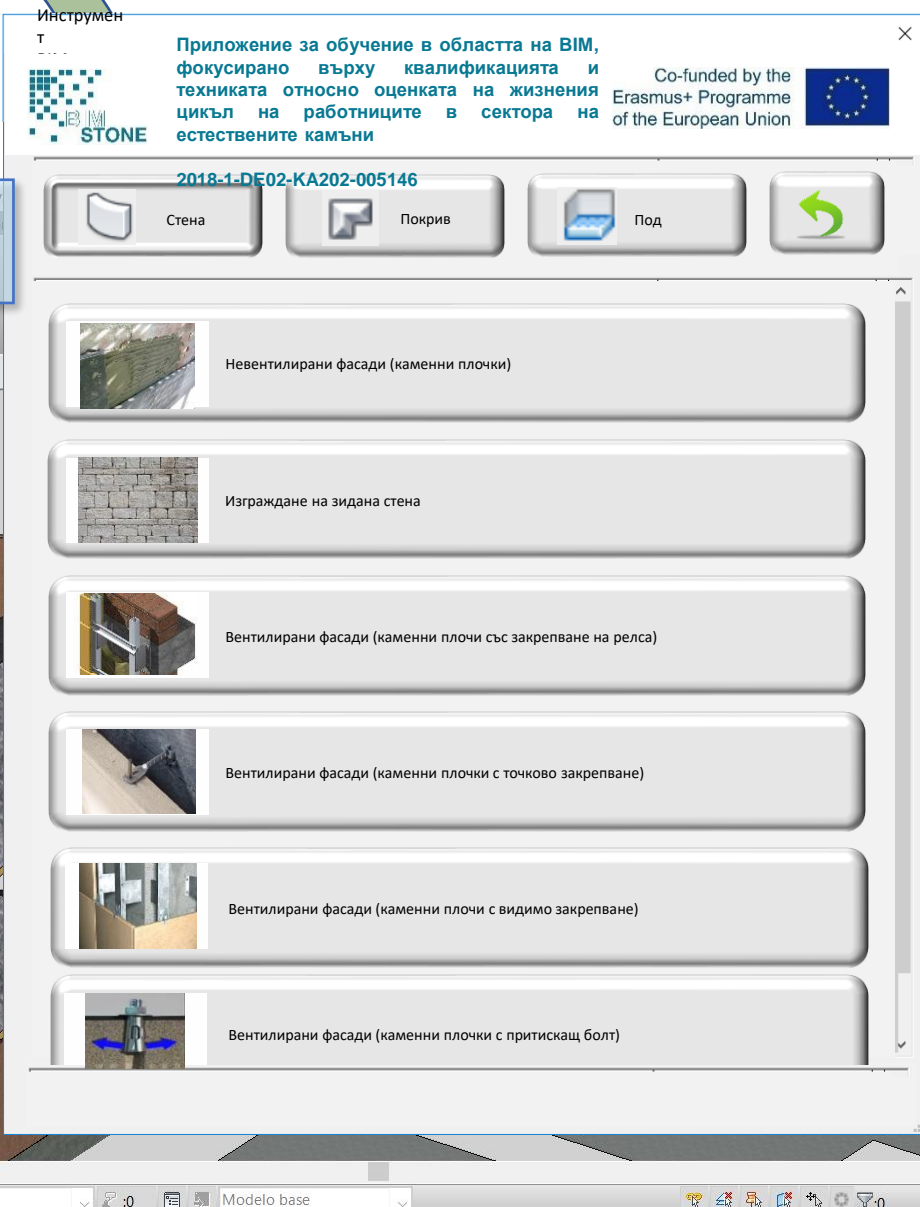 Инструмен
т
Приложение за обучение в областта на BIM,
фокусирано върху квалификацията и
техниката относно оценката на жизнения
цикъл на работниците в сектора на
естествените камъни
2018-1-DE02-KA202-005146
BIM
STONE
Co-funded by the
Erasmus+ Programme
of the European Union
Стена
Покрив
Под
Невентилирани фасади (каменни плочки)
Изграждане на зидана стена
Вентилирани фасади (каменни плочи със закрепване на релса)
Вентилирани фасади (каменни плочки с точково закрепване)
Вентилирани фасади (каменни плочи с видимо закрепване)
Вентилирани фасади (каменни плочки с притискащ болт)
:0
Modelo base
:0